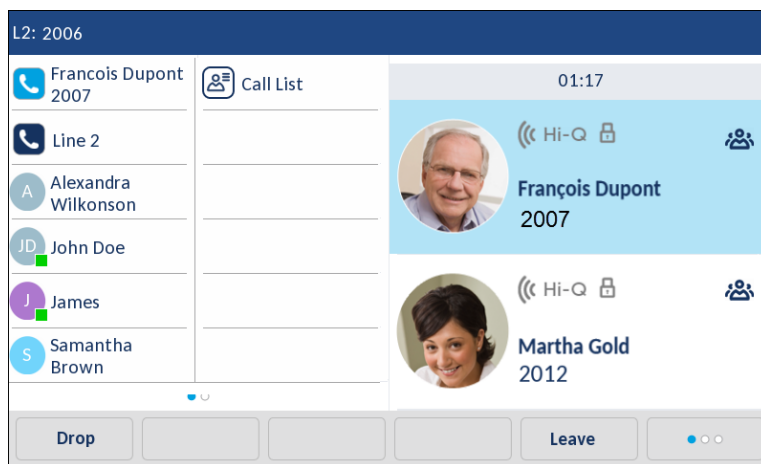 L2: 2006
Francois Dupont
2007
Line 2
A
Alexandra
Wilkonson
JD
John Doe
J
James
S
Samantha
Brown
Call List
01:17
Hi-Q
François Dupont
2007
Hi-Q
Martha Gold
2012
Drop
Leave